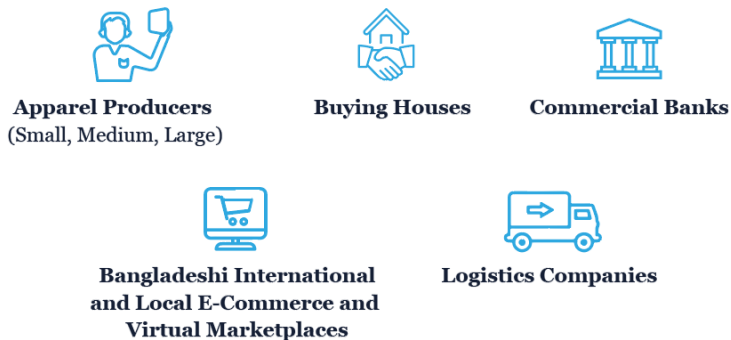 Apparel Producers
(Small, Medium, Large)
Buying Houses
Commercial Banks
Bangladeshi International
and Local E-Commerce and
Virtual Marketplaces
Logistics Companies